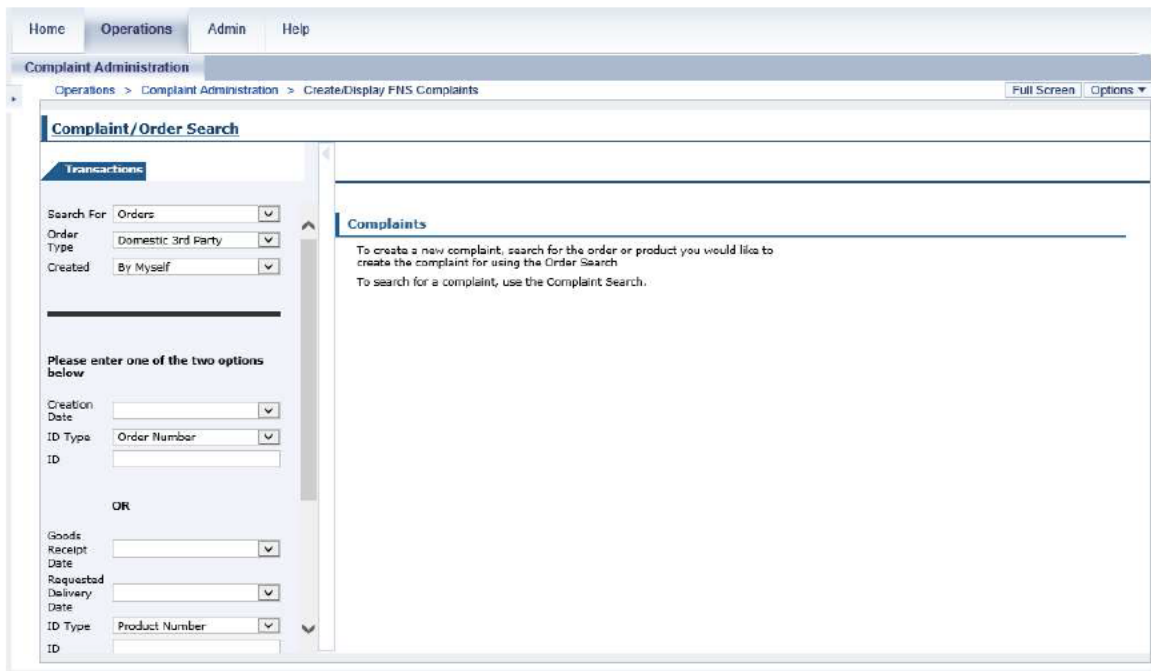 Home Operations Admin Help
Complaint Administration
Operations > Complaint Administration > Create/Display FNS Complaints
Full Screen Options
Complaint/Order Search
Transactions
Search For Orders
Order
Type
Domestic 3rd Party
Created By Myself
Please enter one of the two options
below
Creation
Date
ID Type Order Number
ID
OR
Goods
Receipt
Date
Requested
Delivery
Date
ID Type Product Number
ID
Complaints
To create a new complaint, search for the order or product you would like to
create the complaint for using the Order Search
To search for a complaint, use the Complaint Search.